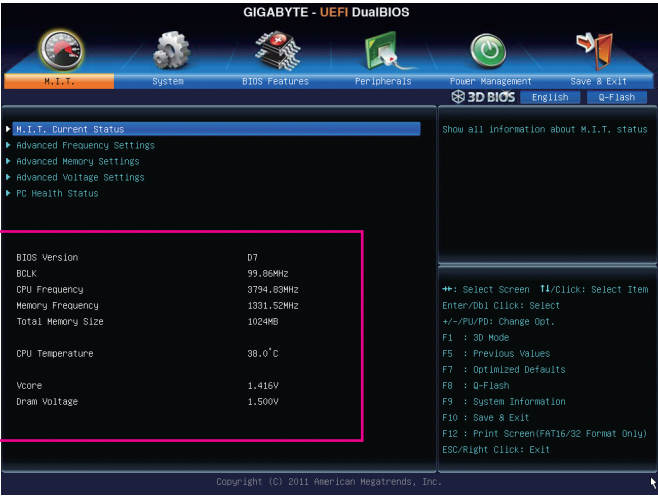 GIGABYTE - UEFI DualBIOS
M.I.T. System BIOS Features Peripherals Power Management Save & Exit
3D BIOS English Q-Flash
M.I.T. Current Status
Advanced Frequency Settings
Advanced Memory Settings
Advanced Voltage Settings
PC Health Status
BIOS Version D7
BCLK 99.86MHz
CPU Frequency 3794.83MHz
Memory Frequency 1331.52MHz
Total Memory Size 1024MB
CPU Temperature 38.0°C
Vcore 1.416V
Dram Voltage 1.500V
Show all information about M.I.T. status
→←: Select Screen ↑↓/Click: Select Item
Enter/Dbl Click: Select
+/-/PU/PD: Change Opt.
F1 : 3D Mode
F5 : Previous Values
F7 : Optimized Defaults
F8 : Q-Flash
F9 : System Information
F10 : Save & Exit
F12 : Print Screen(FAT16/32 Format Only)
ESC/Right Click: Exit
Copyright (C) 2011 American Megatrends, Inc.